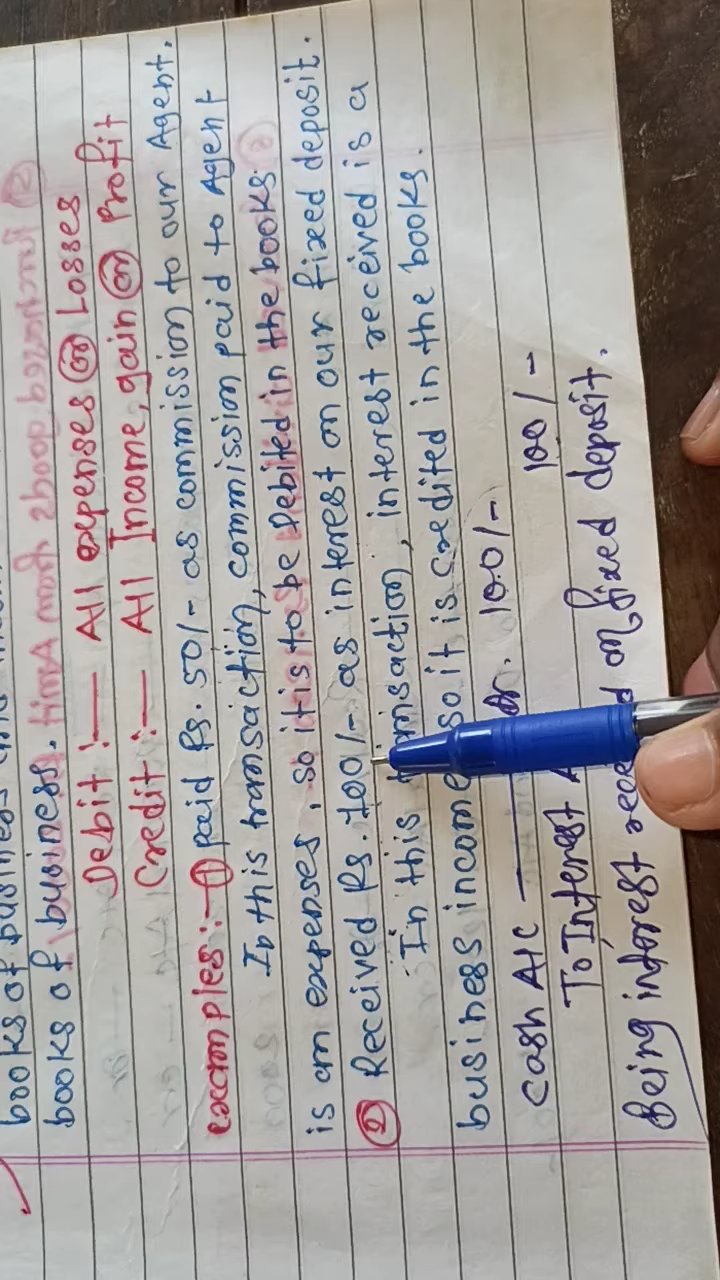 books of business
books of business.
Debit :— All expenses or Losses
Credit :— All Income, gain or Profit
examples :— ① paid Rs. 50/- as commission to our Agent.
In this transaction, commission paid to Agent
is an expenses, so it is to be Debited in the books.
② Received Rs. 100/- as interest on our fixed deposit.
In this transaction, interest received is a
business income so it is credited in the books.
Cash A/c — Dr. 100/-
To Interest 100/-
Being interest received on fixed deposit.